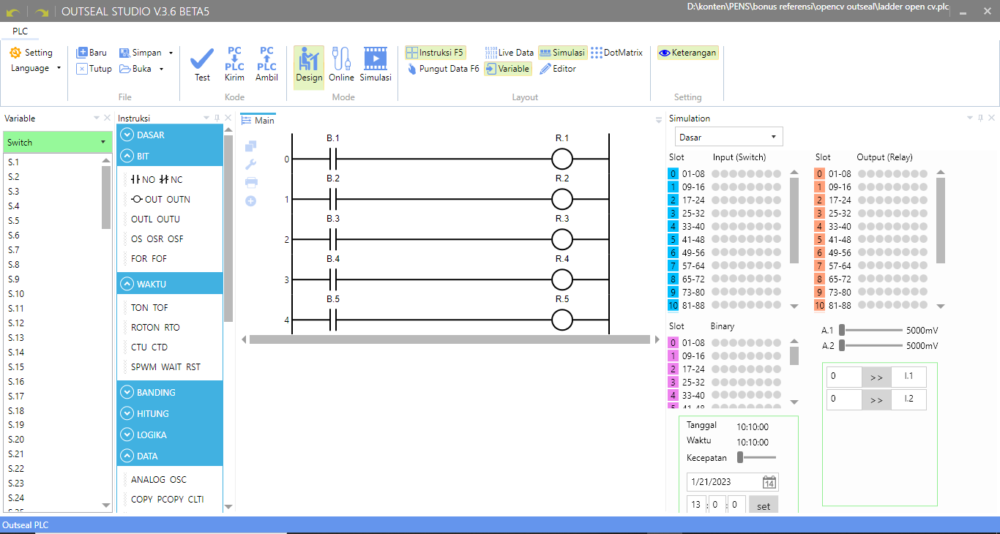 OUTSEAL STUDIO V.3.6 BETA5
D:\konten\PENS\bonus referensi\opencv outseal\ladder open cv.plc
PLC
Setting
Language
Baru
Simpan
Tutup
Buka
File
Test
PC PLC Kirim
PC PLC Ambil
Kode
Design
Online
Simulasi
Mode
Instruksi F5
Live Data
Simulasi
DotMatrix
Pungut Data F6
Variable
Editor
Layout
Keterangan
Setting
Variable
Switch
S.1
S.2
S.3
S.4
S.5
S.6
S.7
S.8
S.9
S.10
S.11
S.12
S.13
S.14
S.15
S.16
S.17
S.18
S.19
S.20
S.21
S.22
S.23
S.24
Instruksi
DASAR
BIT
NO NC
OUT OUTN
OUTL OUTU
OS OSR OSF
FOR FOF
WAKTU
TON TOF
ROTON RTO
CTU CTD
SPWM WAIT RST
BANDING
HITUNG
LOGIKA
DATA
ANALOG OSC
COPY PCOPY CLTI
Main
B.1 R.1
0
B.2 R.2
1
B.3 R.3
2
B.4 R.4
3
B.5 R.5
4
Simulation
Dasar
Slot Input (Switch)
0 01-08
1 09-16
2 17-24
3 25-32
4 33-40
5 41-48
6 49-56
7 57-64
8 65-72
9 73-80
10 81-88
Slot Output (Relay)
0 01-08
1 09-16
2 17-24
3 25-32
4 33-40
5 41-48
6 49-56
7 57-64
8 65-72
9 73-80
10 81-88
Slot Binary
0 01-08
1 09-16
2 17-24
3 25-32
4 33-40
5 41-48
A.1 5000mV
A.2 5000mV
0 >> I.1
0 >> I.2
Tanggal 10:10:00
Waktu 10:10:00
Kecepatan
1/21/2023 14
13 : 0 : 0 set
Outseal PLC